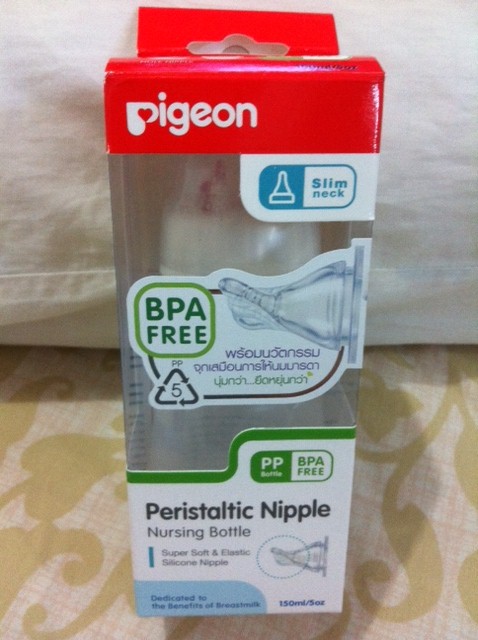 pigeon
Slim
neck
BPA
FREE
PP
5
พร้อมนวัตกรรม
จุกเสมือนการให้นมมารดา
นุ่มกว่า...ยืดหยุ่นกว่า
PP
Bottle
BPA
FREE
Peristaltic Nipple
Nursing Bottle
Super Soft & Elastic
Silicone Nipple
Dedicated to
the Benefits of Breastmilk
150ml/5oz